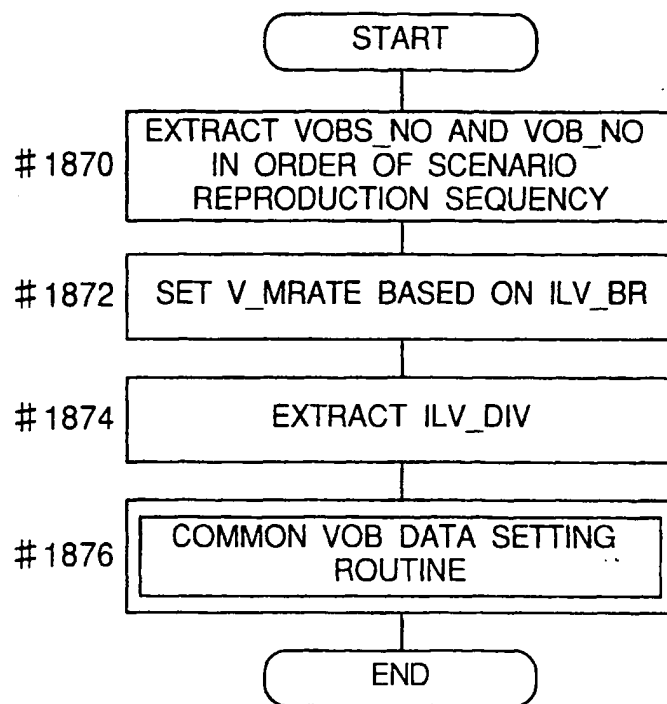 START
#1870
EXTRACT VOBS_NO AND VOB_NO
IN ORDER OF SCENARIO
REPRODUCTION SEQUENCY
#1872
SET V_MRATE BASED ON ILV_BR
#1874
EXTRACT ILV_DIV
#1876
COMMON VOB DATA SETTING
ROUTINE
END